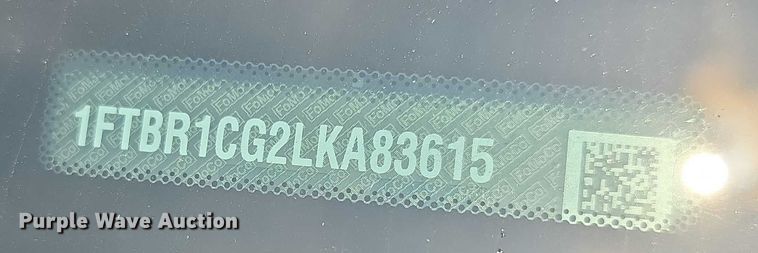 1FTBR1CG2LKA83615
Purple Wave Auction